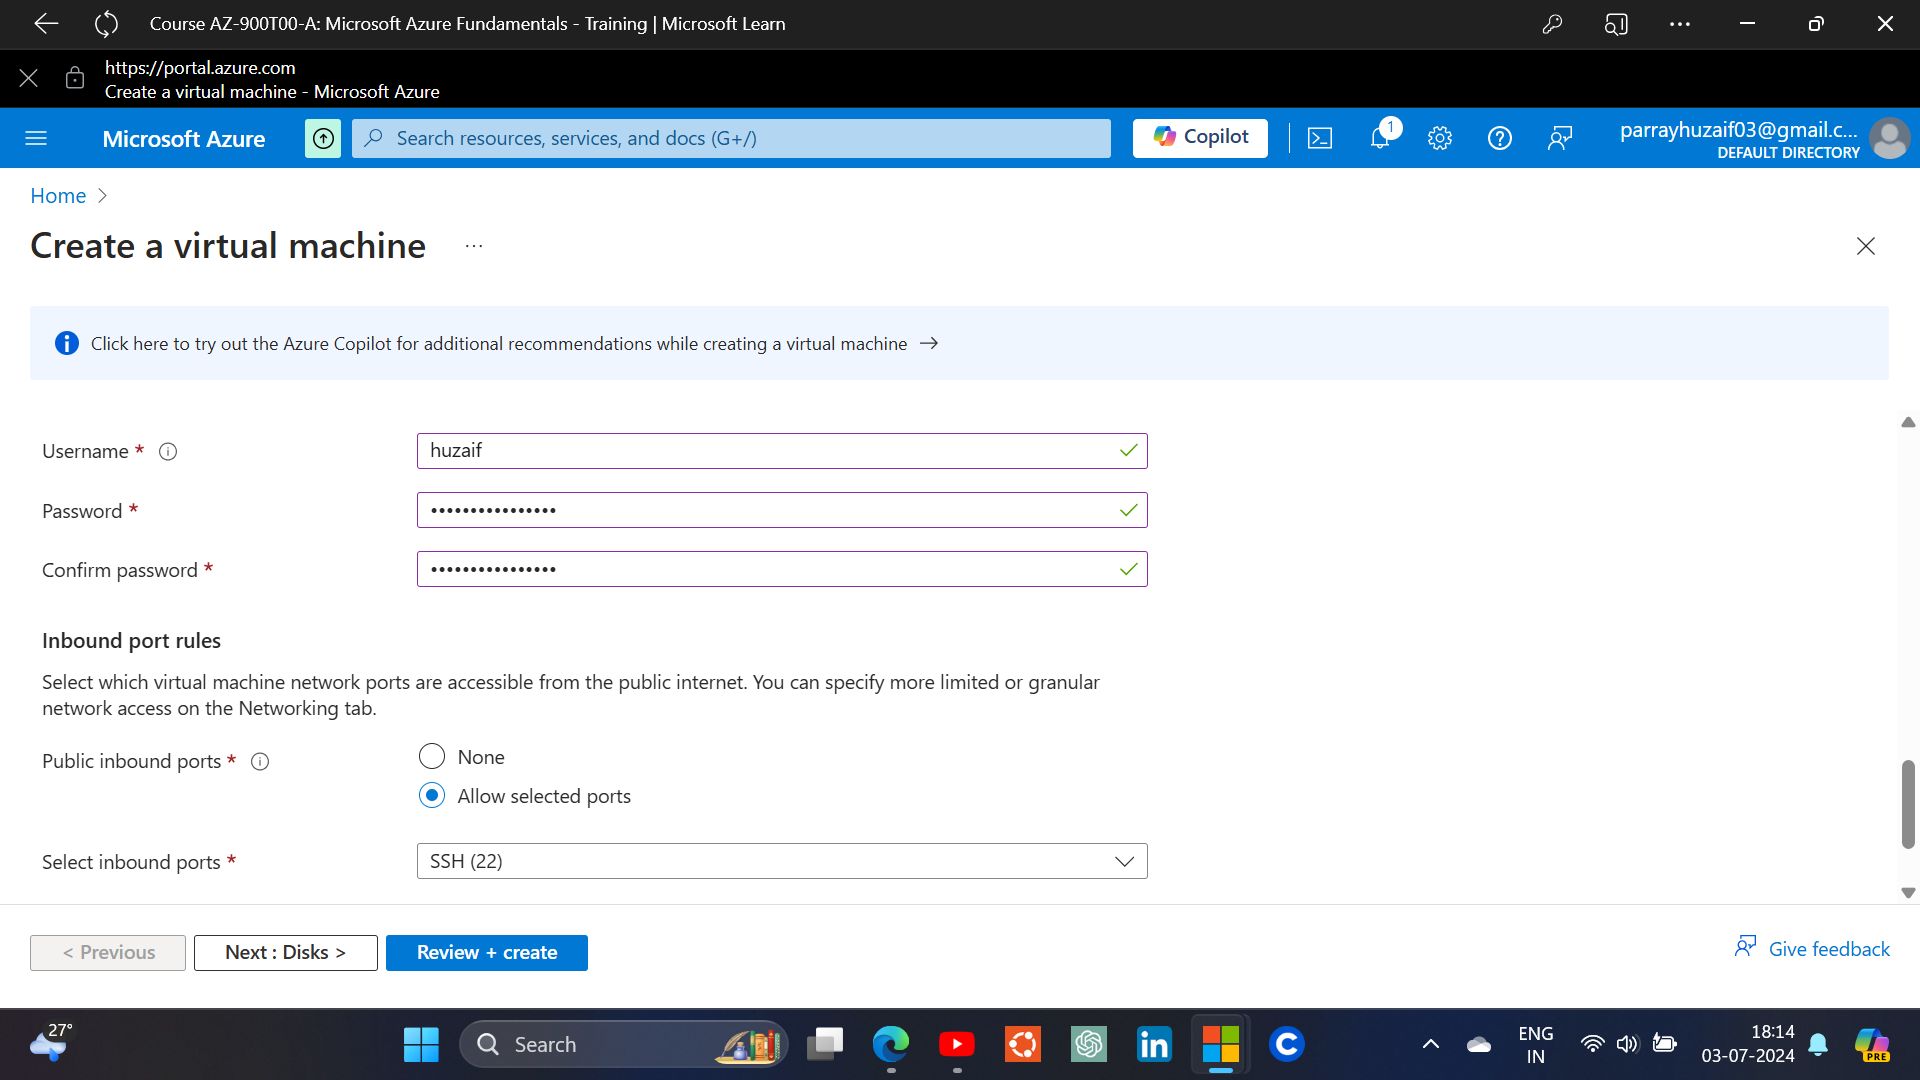 Course AZ-900T00-A: Microsoft Azure Fundamentals - Training | Microsoft Learn
https://portal.azure.com
Create a virtual machine - Microsoft Azure
Microsoft Azure
Search resources, services, and docs (G+/)
Copilot
1
parrayhuzaif03@gmail.c...
DEFAULT DIRECTORY
Home >
Create a virtual machine ...
Click here to try out the Azure Copilot for additional recommendations while creating a virtual machine →
Username *
huzaif
Password *
••••••••••••••••
Confirm password *
••••••••••••••••
Inbound port rules
Select which virtual machine network ports are accessible from the public internet. You can specify more limited or granular
network access on the Networking tab.
Public inbound ports *
None
Allow selected ports
Select inbound ports *
SSH (22)
< Previous
Next : Disks >
Review + create
Give feedback
27°
Search
ENG
IN
18:14
03-07-2024
PRE